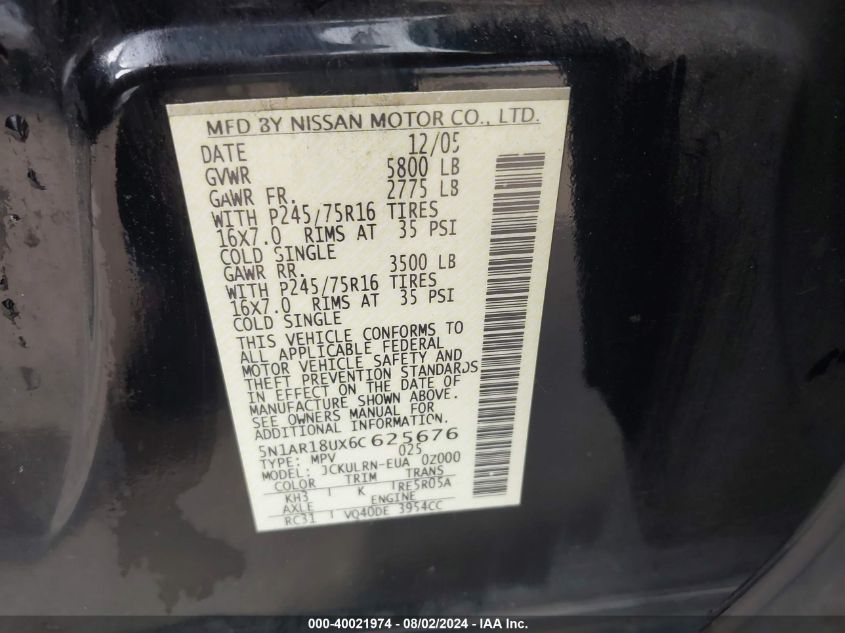 MFD BY NISSAN MOTOR CO., LTD.
DATE 12/05
GVWR 5800 LB
GAWR FR. 2775 LB
WITH P245/75R16 TIRES
16X7.0 RIMS AT 35 PSI
COLD SINGLE
GAWR RR. 3500 LB
WITH P245/75R16 TIRES
16X7.0 RIMS AT 35 PSI
COLD SINGLE
THIS VEHICLE CONFORMS TO
ALL APPLICABLE FEDERAL
MOTOR VEHICLE SAFETY AND
THEFT PREVENTION STANDARDS
IN EFFECT ON THE DATE OF
MANUFACTURE SHOWN ABOVE.
SEE OWNERS MANUAL FOR
ADDITIONAL INFORMATION
5N1AR18UX6C625676
TYPE: MPV 025
MODEL: JCKULRN-EUA 0Z000
COLOR TRIM TRANS
KH3 K RE5R05A
AXLE ENGINE
RC31 VQ40DE 3954CC
000-40021974 - 08/02/2024 - IAA Inc.